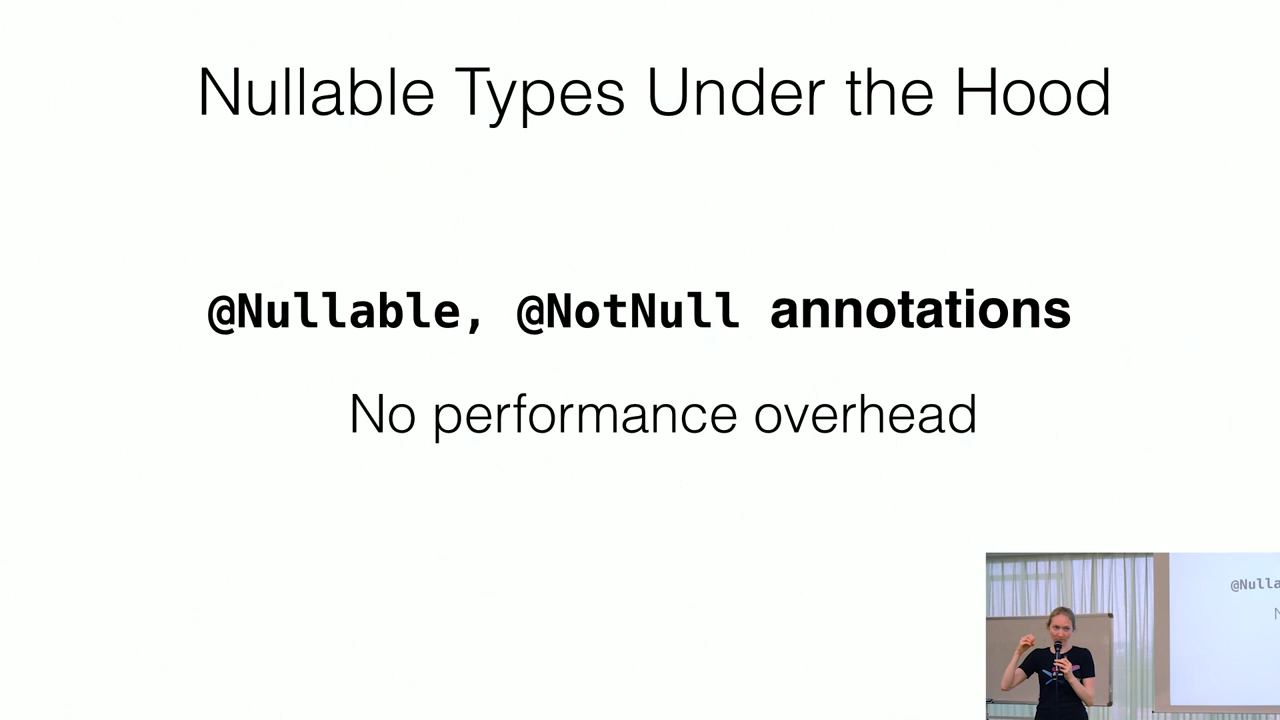 Nullable Types Under the Hood
@Nullable, @NotNull annotations
No performance overhead
@Nulla
N